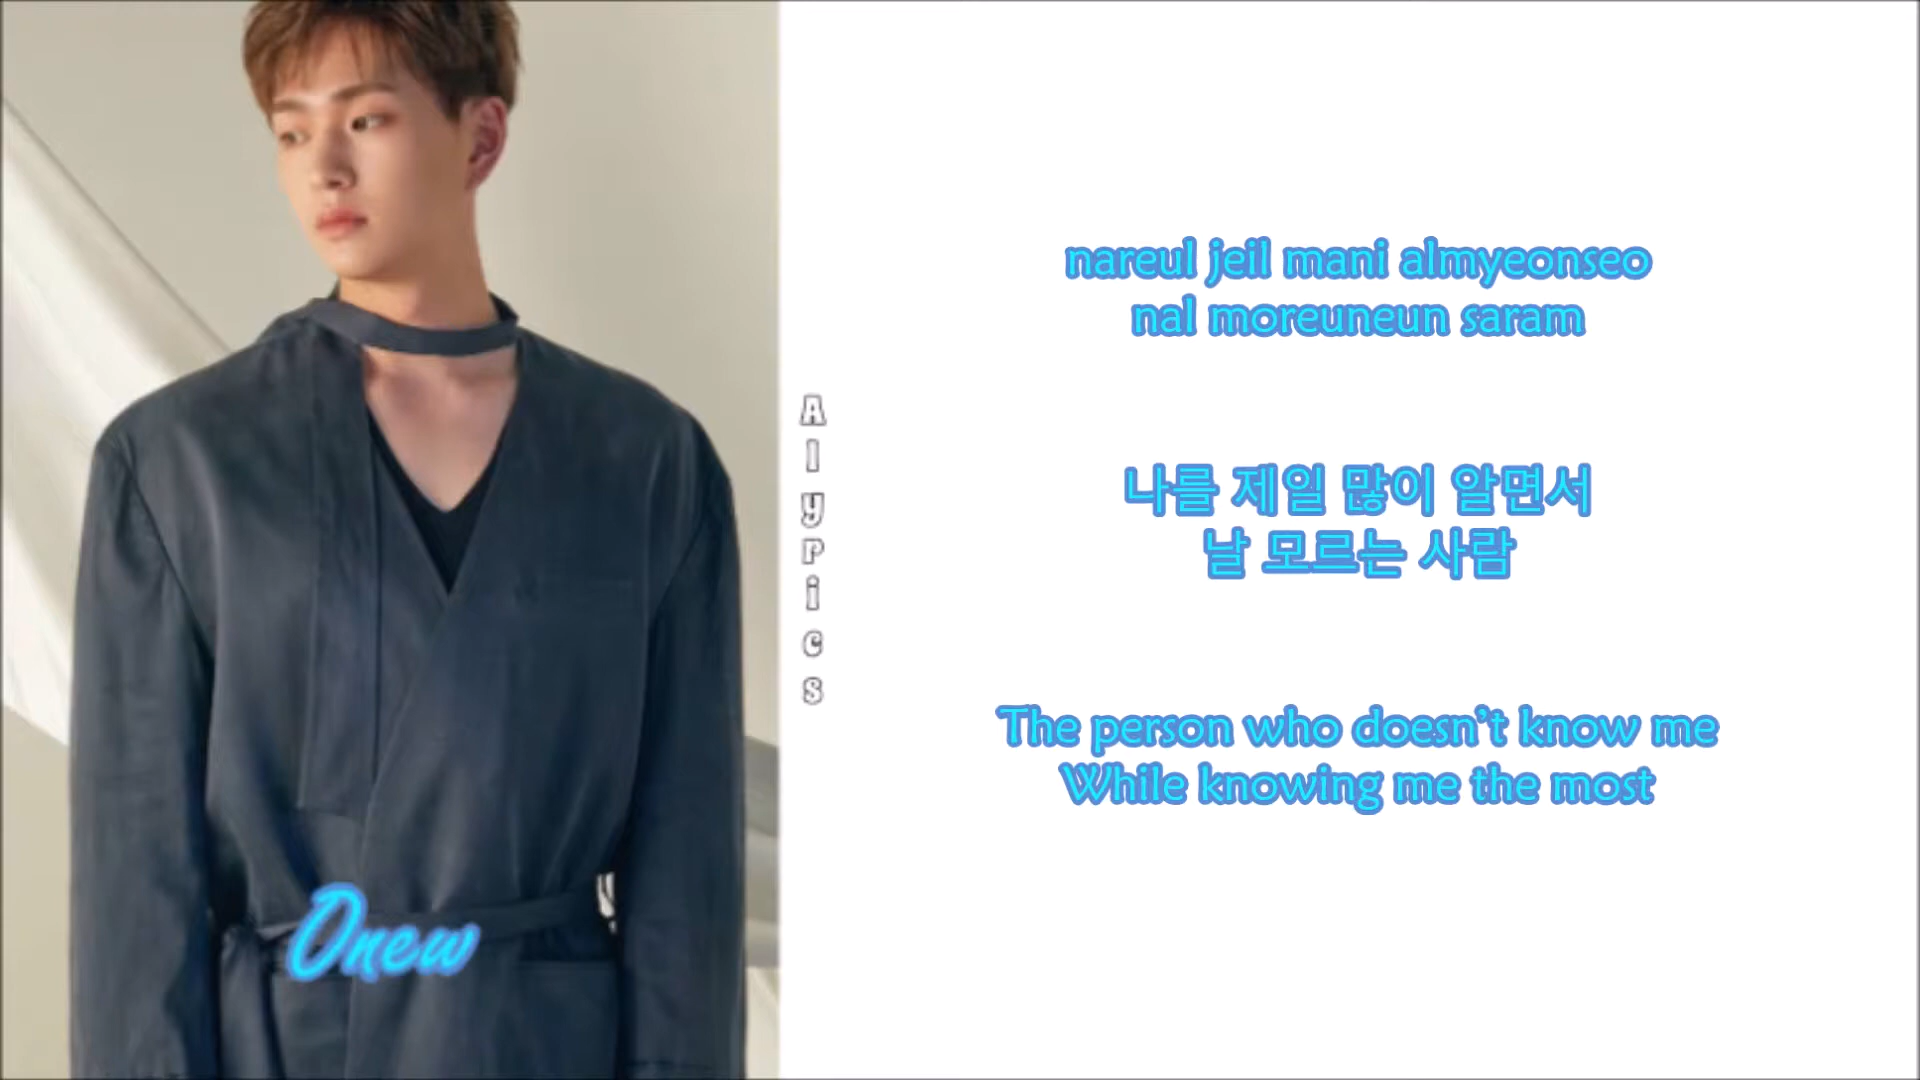 nareul jeil mani almyeonseo
nal moreuneun saram
나를 제일 많이 알면서
날 모르는 사람
The person who doesn't know me
While knowing me the most
AlyPics
Onew